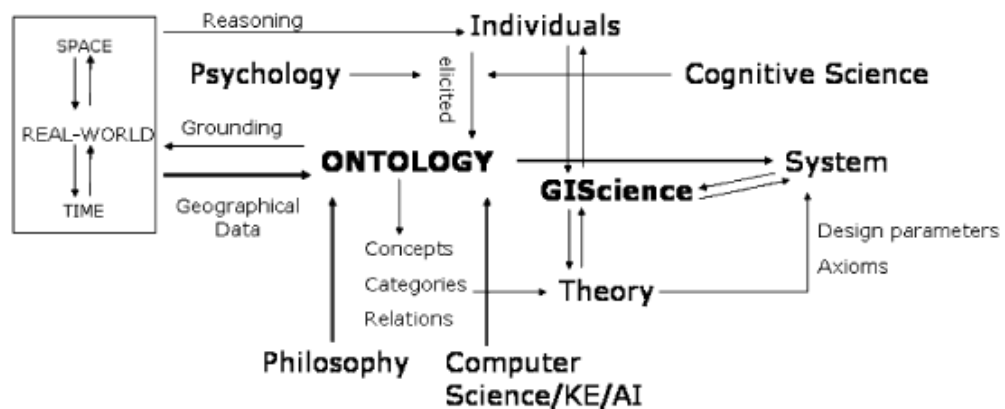 Reasoning
Individuals
SPACE
Psychology
elicited
Cognitive Science
REAL-WORLD
Grounding
ONTOLOGY
System
GIScience
TIME
Geographical
Data
Concepts
Design parameters
Axioms
Categories
Theory
Relations
Philosophy
Computer
Science/KE/AI